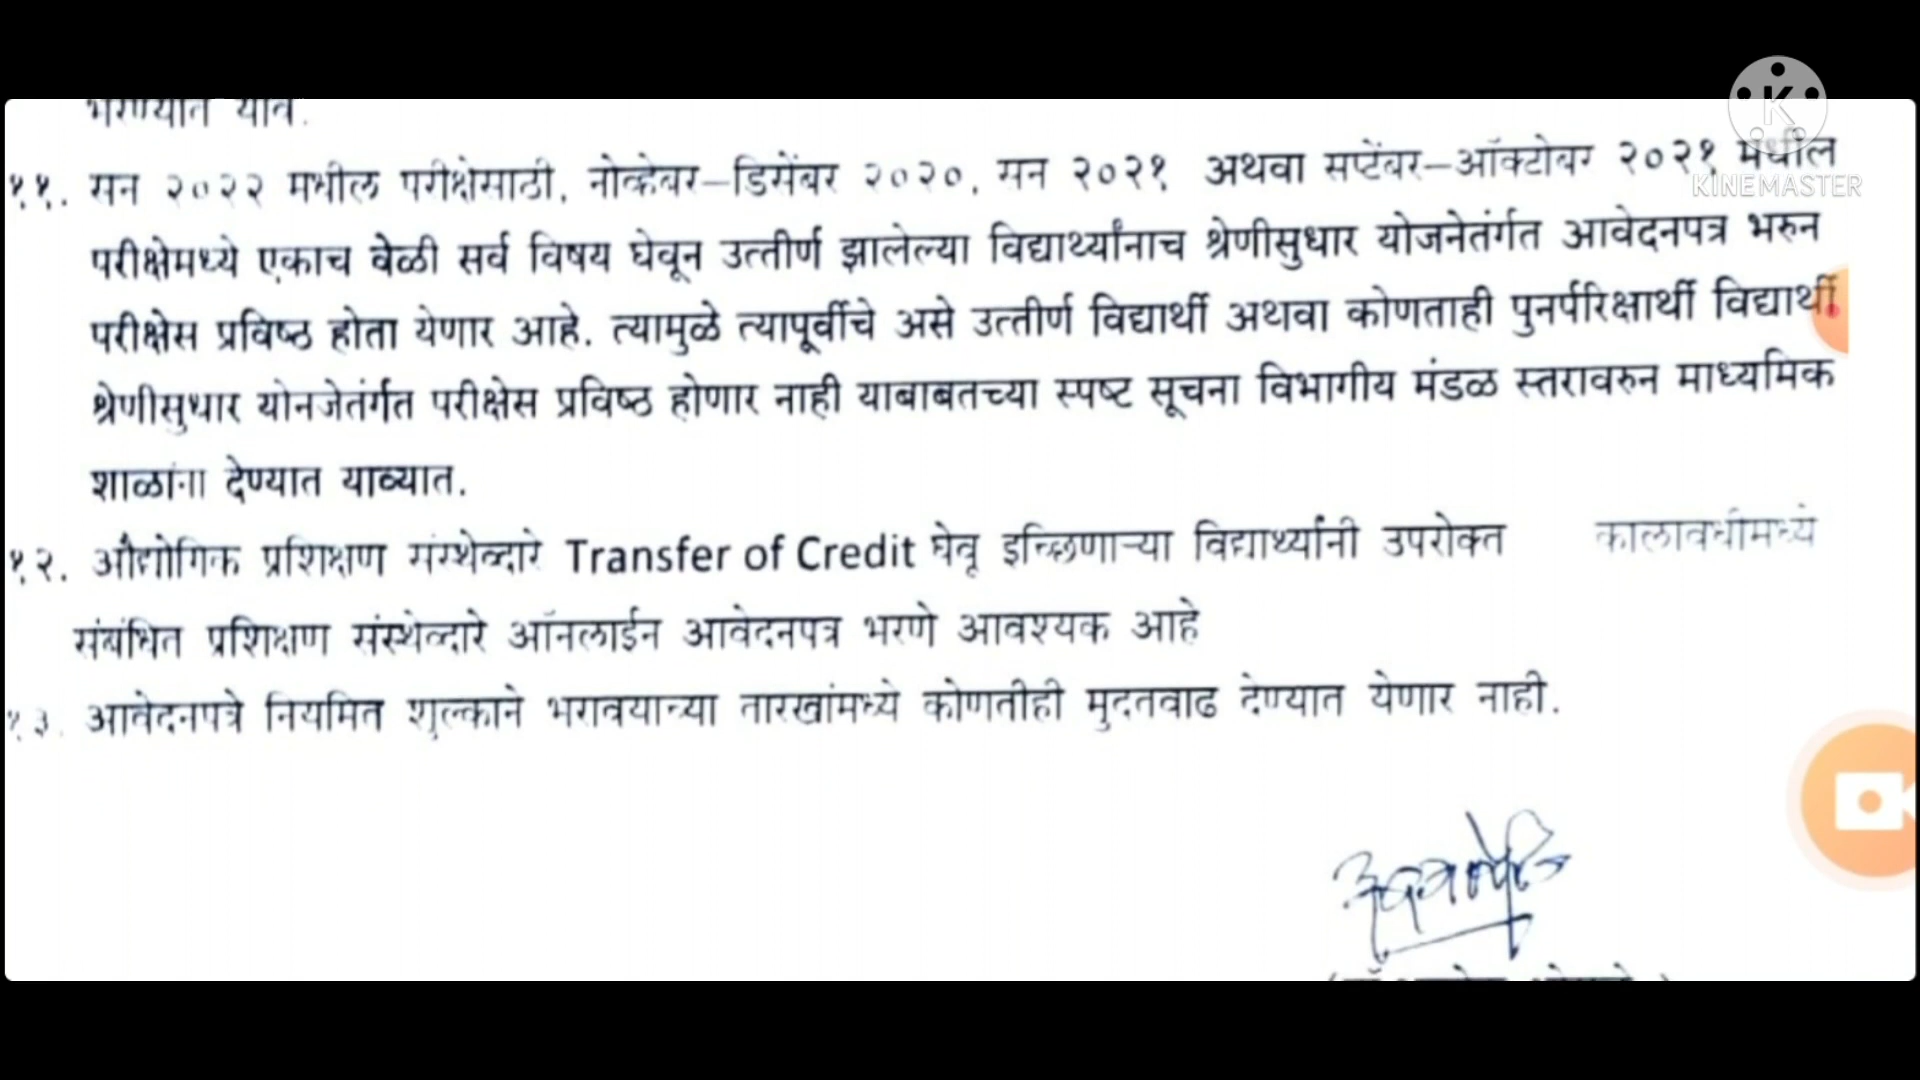 भरण्यात यावे.
११. सन २०२२ मधील परीक्षेसाठी, नोव्हेंबर–डिसेंबर २०२०, सन २०२१ अथवा सप्टेंबर–ऑक्टोबर २०२१ मधील
KINEMASTER
परीक्षेमध्ये एकाच वेळी सर्व विषय घेवून उत्तीर्ण झालेल्या विद्यार्थ्यांनाच श्रेणीसुधार योजनेतंर्गत आवेदनपत्र भरुन
परीक्षेस प्रविष्ठ होता येणार आहे. त्यामुळे त्यापूर्वीचे असे उत्तीर्ण विद्यार्थी अथवा कोणताही पुनर्परिक्षार्थी विद्यार्थी
श्रेणीसुधार योनजेतंर्गत परीक्षेस प्रविष्ठ होणार नाही याबाबतच्या स्पष्ट सूचना विभागीय मंडळ स्तरावरुन माध्यमिक
शाळांना देण्यात याव्यात.
१२. औद्योगिक प्रशिक्षण संस्थेव्दारे Transfer of Credit घेवू इच्छिणाऱ्या विद्यार्थ्यांनी उपरोक्त कालावधीमध्ये
संबंधित प्रशिक्षण संस्थेव्दारे ऑनलाईन आवेदनपत्र भरणे आवश्यक आहे
१३. आवेदनपत्रे नियमित शुल्काने भरावयाच्या तारखांमध्ये कोणतीही मुदतवाढ देण्यात येणार नाही.